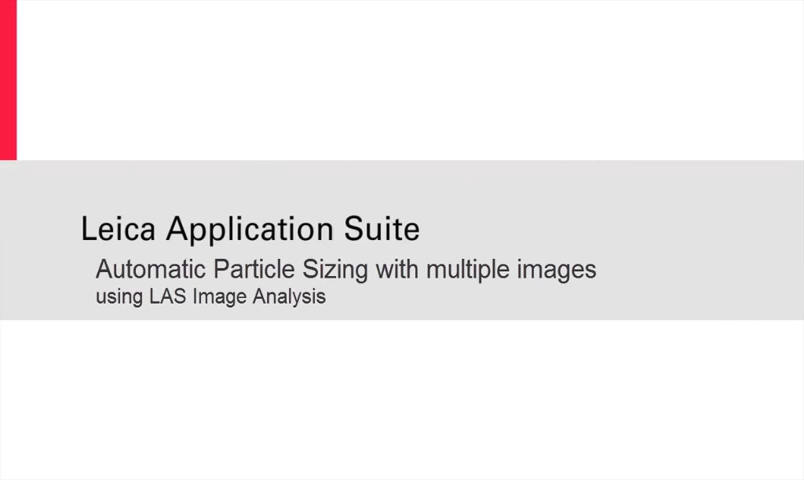 Leica Application Suite
Automatic Particle Sizing with multiple images
using LAS Image Analysis